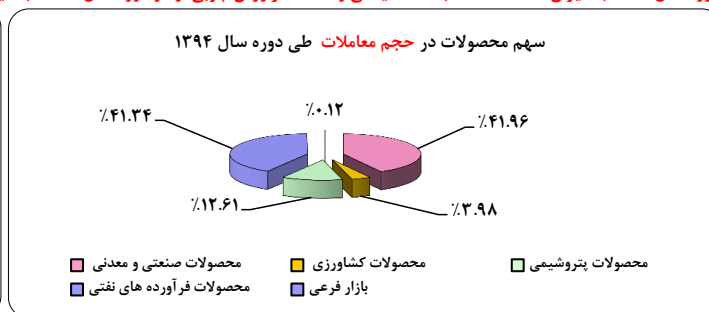 سهم محصولات در حجم معاملات طی دوره سال ۱۳۹۴
٪۴۱.۳۴
٪۰.۱۲
٪۴۱.۹۶
٪۱۲.۶۱
٪۳.۹۸
محصولات پتروشیمی
محصولات کشاورزی
محصولات صنعتی و معدنی
بازار فرعی
محصولات فرآورده های نفتی